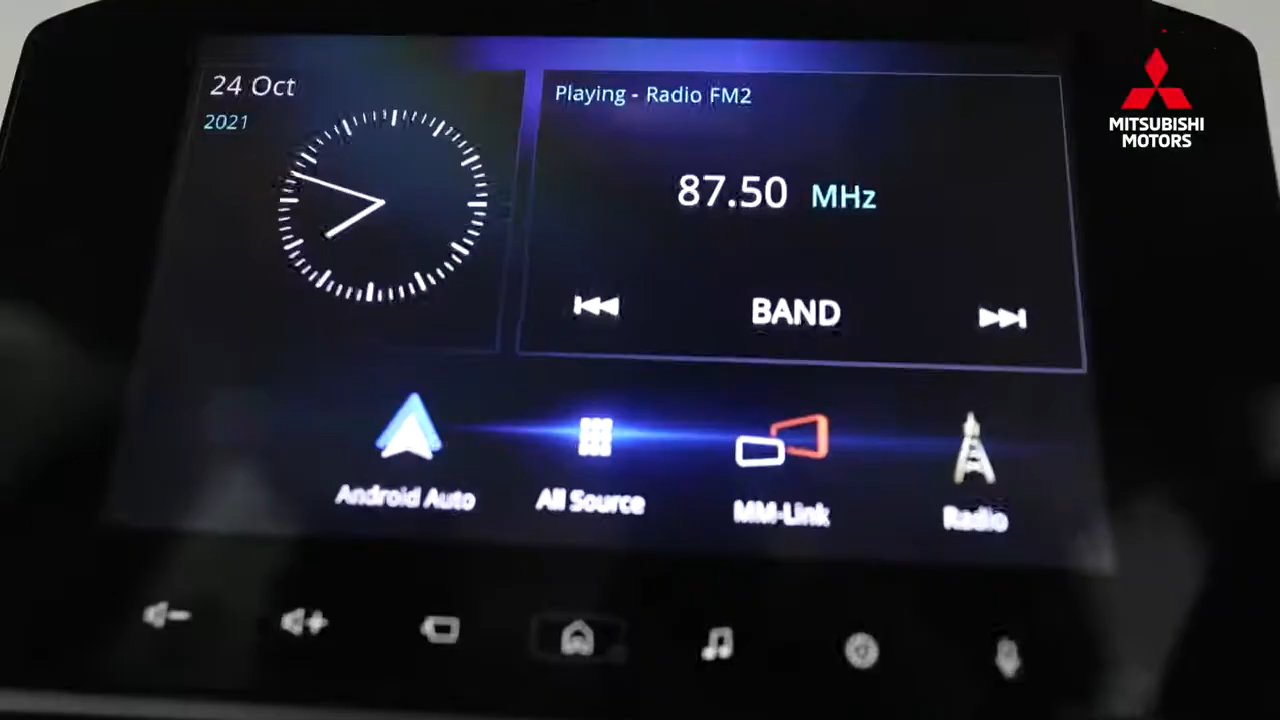 24 Oct
2021
Playing - Radio FM2
87.50 MHz
BAND
Android Auto
All Source
MM-Link
Radio
MITSUBISHI
MOTORS